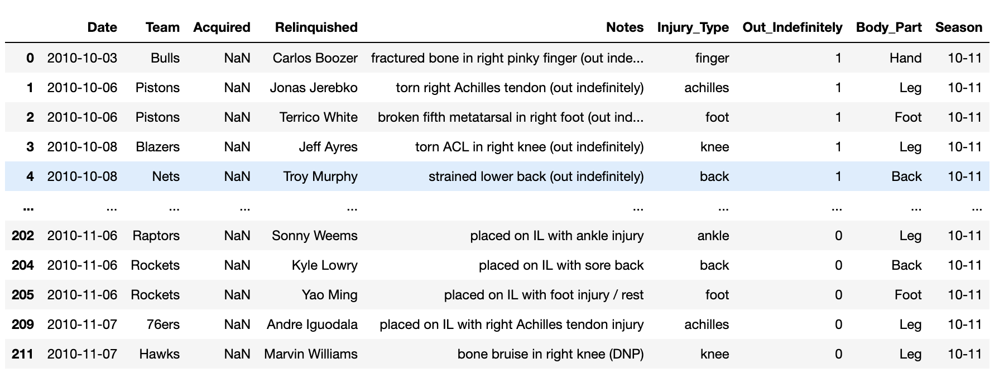 Date Team Acquired Relinquished Notes Injury_Type Out_Indefinitely Body_Part Season
0 2010-10-03 Bulls NaN Carlos Boozer fractured bone in right pinky finger (out inde... finger 1 Hand 10-11
1 2010-10-06 Pistons NaN Jonas Jerebko torn right Achilles tendon (out indefinitely) achilles 1 Leg 10-11
2 2010-10-06 Pistons NaN Terrico White broken fifth metatarsal in right foot (out ind... foot 1 Foot 10-11
3 2010-10-08 Blazers NaN Jeff Ayres torn ACL in right knee (out indefinitely) knee 1 Leg 10-11
4 2010-10-08 Nets NaN Troy Murphy strained lower back (out indefinitely) back 1 Back 10-11
... ... ... ... ... ... ... ... ... ...
202 2010-11-06 Raptors NaN Sonny Weems placed on IL with ankle injury ankle 0 Leg 10-11
204 2010-11-06 Rockets NaN Kyle Lowry placed on IL with sore back back 0 Back 10-11
205 2010-11-06 Rockets NaN Yao Ming placed on IL with foot injury / rest foot 0 Foot 10-11
209 2010-11-07 76ers NaN Andre Iguodala placed on IL with right Achilles tendon injury achilles 0 Leg 10-11
211 2010-11-07 Hawks NaN Marvin Williams bone bruise in right knee (DNP) knee 0 Leg 10-11